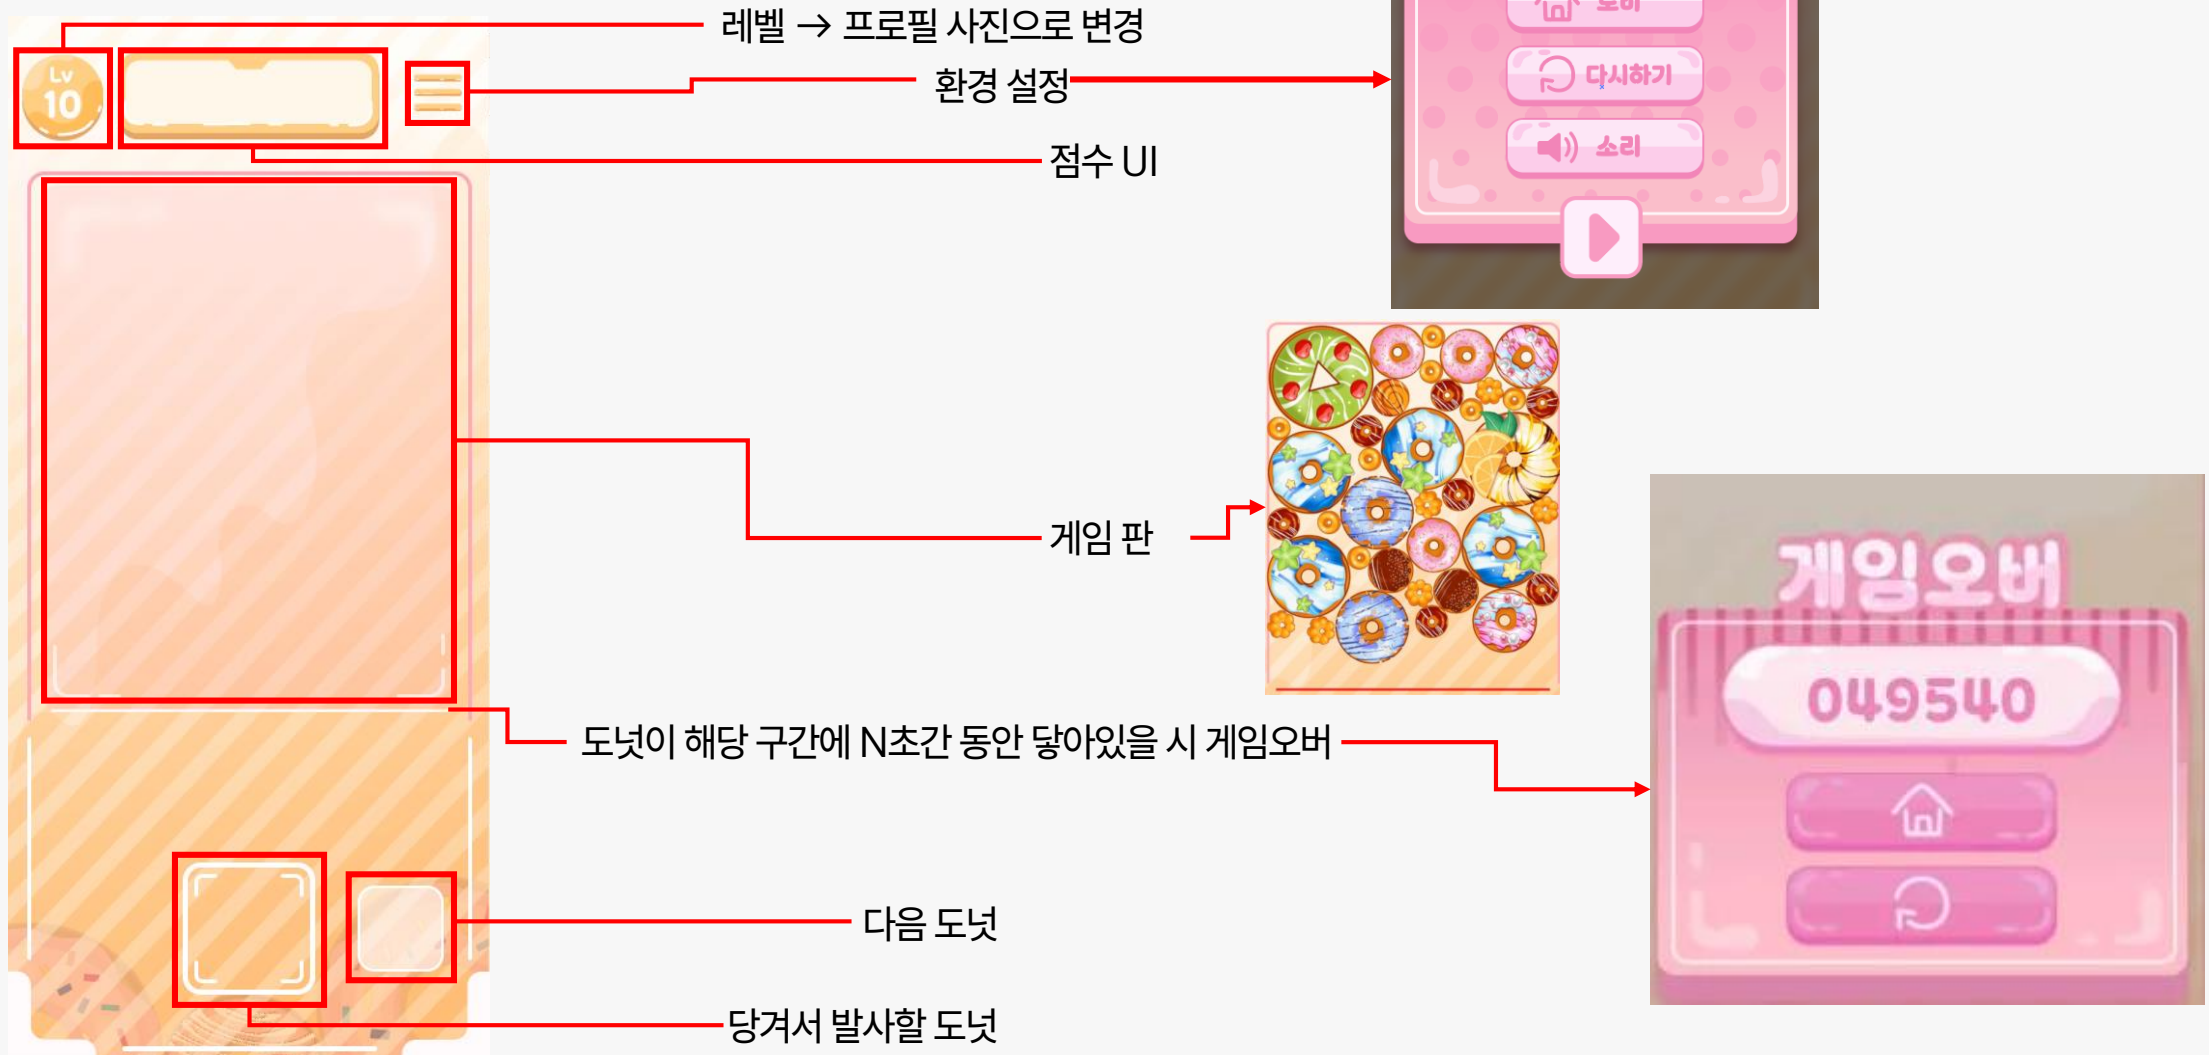 레벨 → 프로필 사진으로 변경
Lv
10
환경 설정
다시하기
점수 UI
소리
게임 판
게임오버
049540
도넛이 해당 구간에 N초간 동안 닿아있을 시 게임오버
다음 도넛
당겨서 발사할 도넛